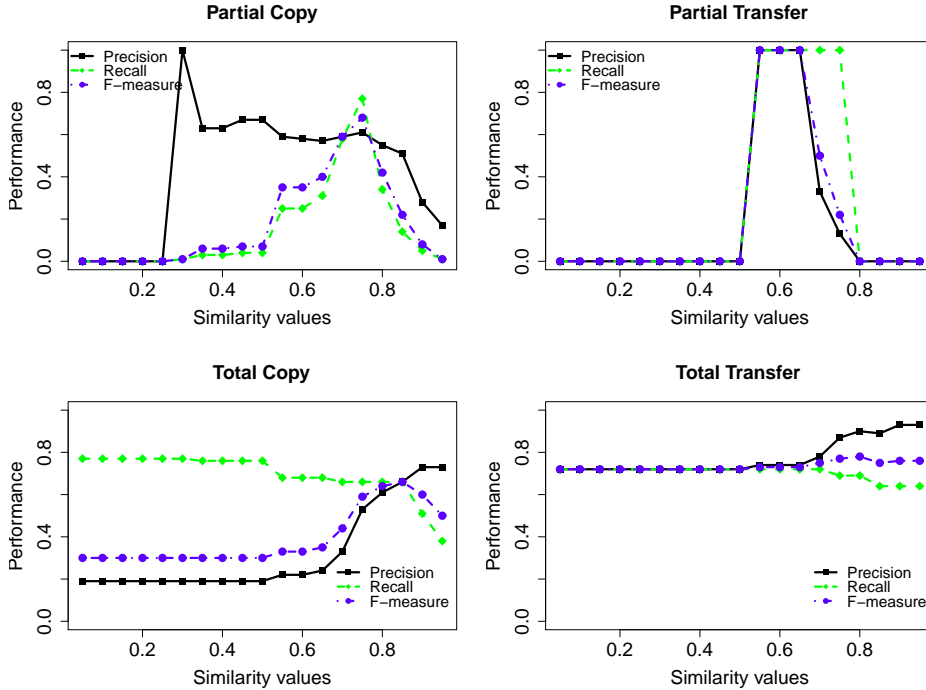 Partial Copy
Performance
0.0 0.4 0.8
Precision
Recall
F−measure
0.2 0.4 0.6 0.8
Similarity values
Partial Transfer
Performance
0.0 0.4 0.8
Precision
Recall
F−measure
0.2 0.4 0.6 0.8
Similarity values
Total Copy
Performance
0.0 0.4 0.8
Precision
Recall
F−measure
0.2 0.4 0.6 0.8
Similarity values
Total Transfer
Performance
0.0 0.4 0.8
Precision
Recall
F−measure
0.2 0.4 0.6 0.8
Similarity values